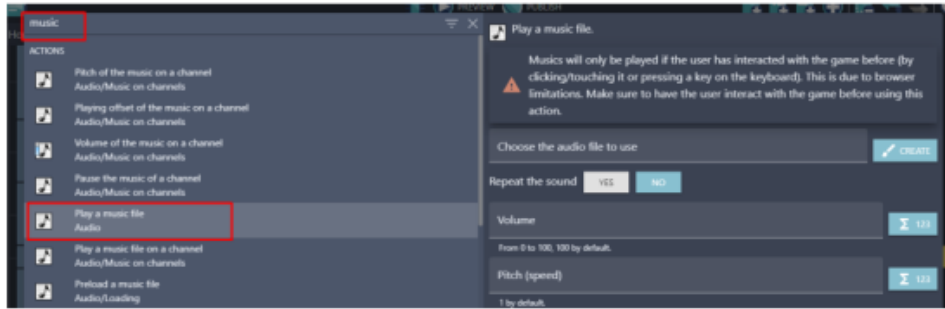 PREVIEW PUBLISH
music
ACTIONS
Pitch of the music on a channel
Audio/Music on channels
Playing offset of the music on a channel
Audio/Music on channels
Volume of the music on a channel
Audio/Music on channels
Pause the music of a channel
Audio/Music on channels
Play a music file
Audio
Play a music file on a channel
Audio/Music on channels
Preload a music file
Audio/Loading
Play a music file.
Musics will only be played if the user has interacted with the game before (by
clicking/touching it or pressing a key on the keyboard). This is due to browser
limitations. Make sure to have the user interact with the game before using this
action.
Choose the audio file to use
CREATE
Repeat the sound YES NO
Volume
Σ 123
From 0 to 100, 100 by default.
Pitch (speed)
Σ 123
1 by default.